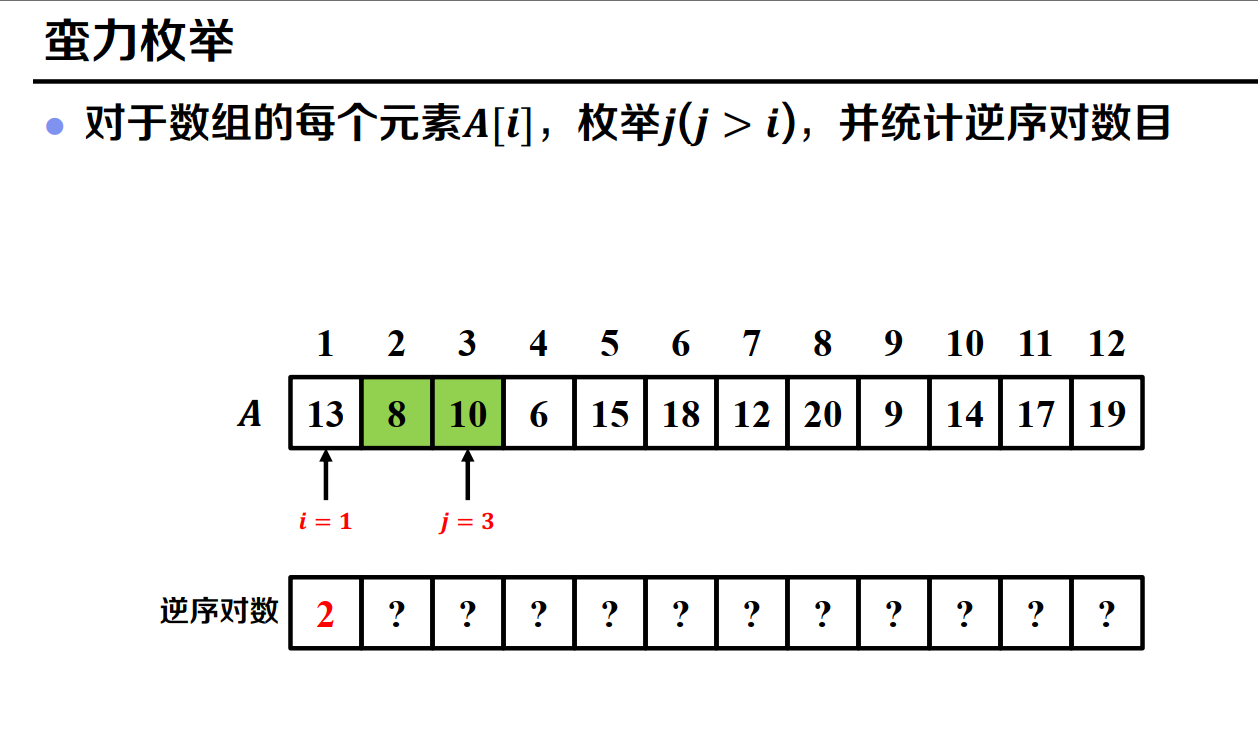 蛮力枚举
对于数组的每个元素A[i]，枚举j(j > i)，并统计逆序对数目
1 2 3 4 5 6 7 8 9 10 11 12
A 13 8 10 6 15 18 12 20 9 14 17 19
i = 1 j = 3
逆序对数 2 ? ? ? ? ? ? ? ? ? ? ?